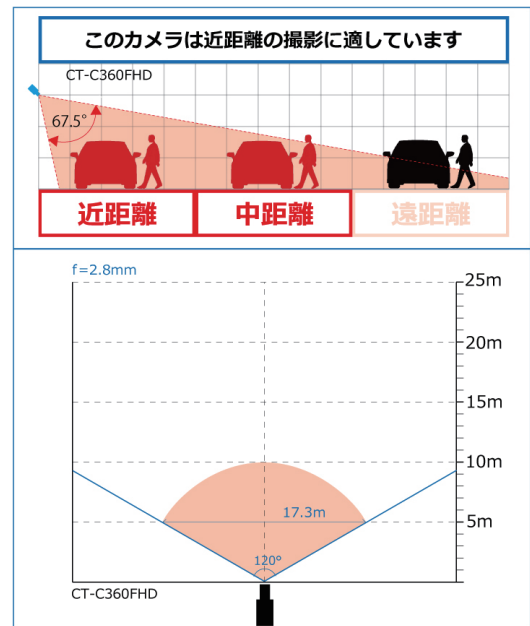 このカメラは近距離の撮影に適しています
CT-C360FHD
67.5°
近距離
中距離
遠距離
f=2.8mm
25m
20m
15m
10m
17.3m
5m
120°
CT-C360FHD